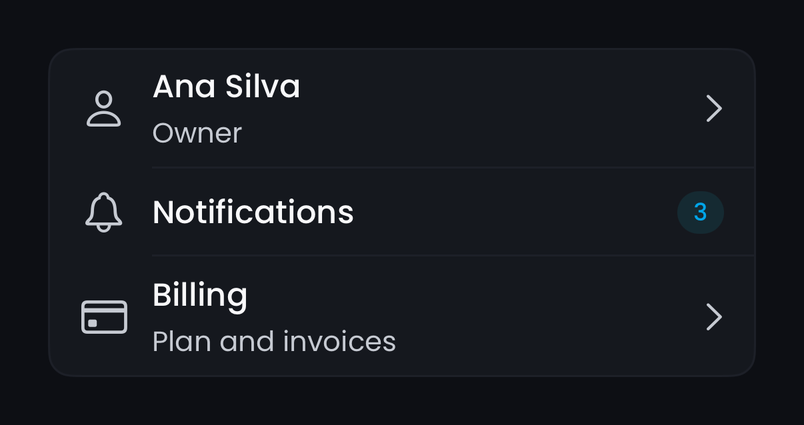 Ana Silva
Owner
Notifications
3
Billing
Plan and invoices